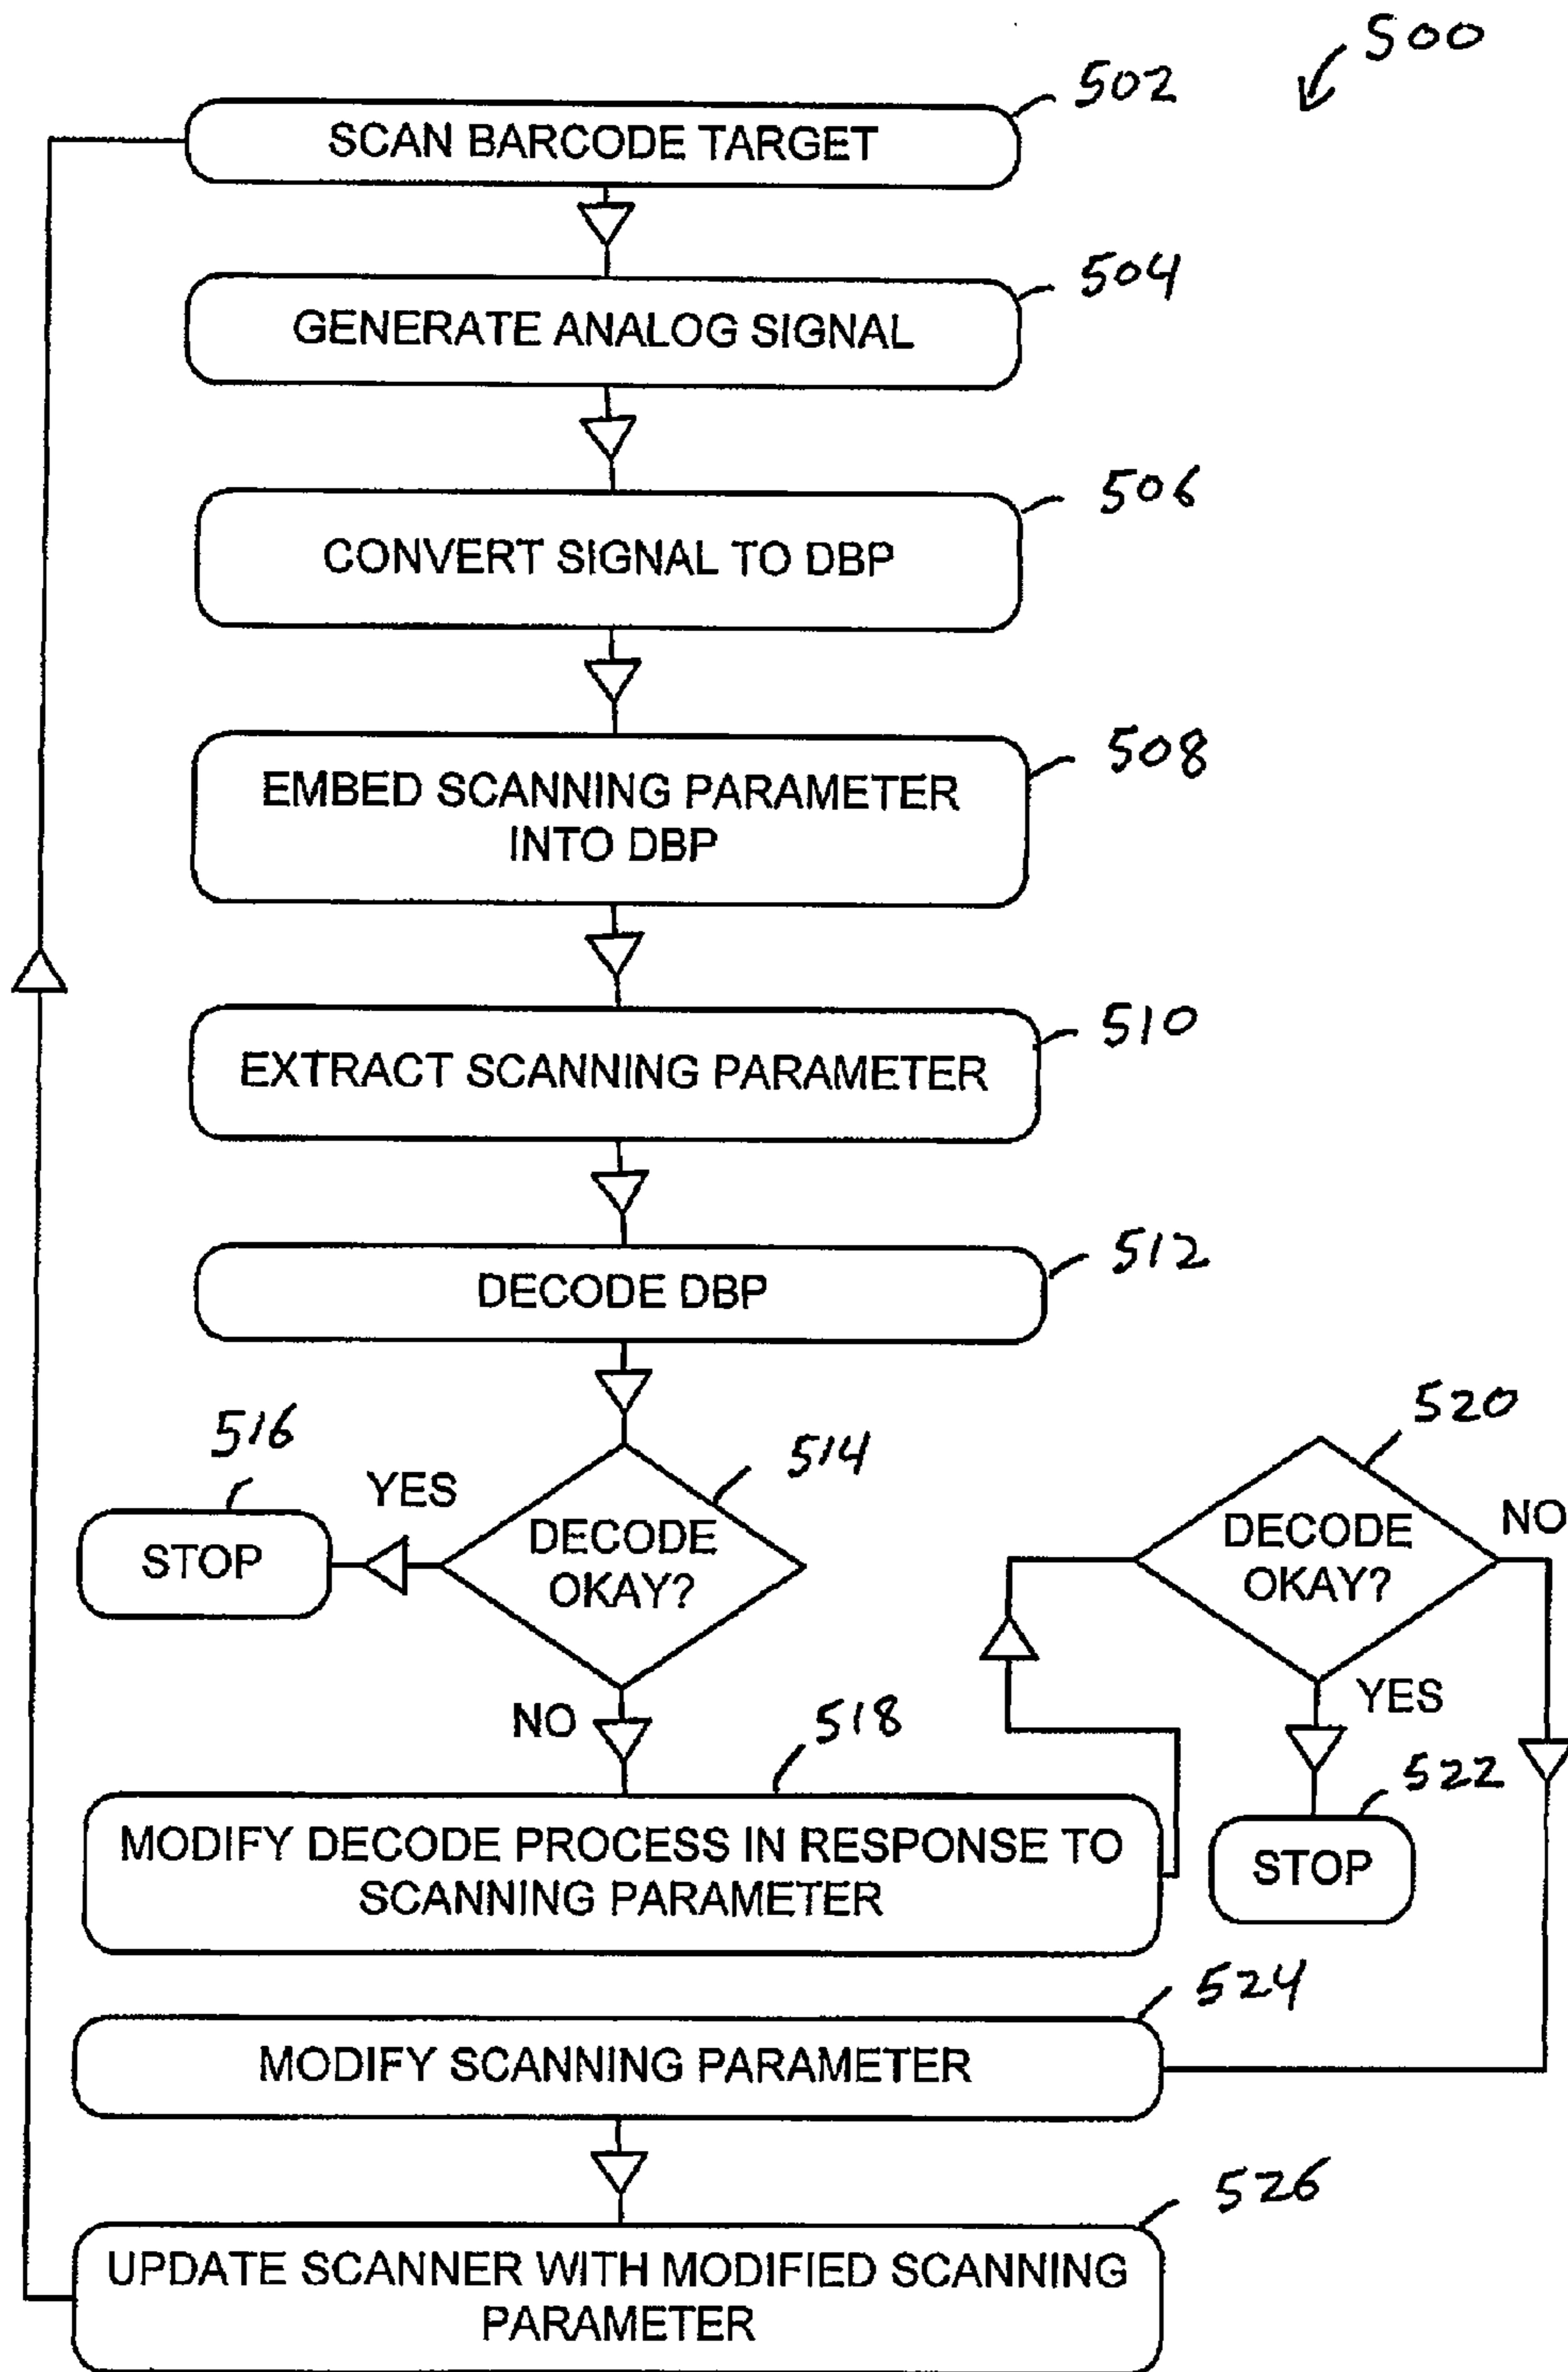 500
502
SCAN BARCODE TARGET
504
GENERATE ANALOG SIGNAL
506
CONVERT SIGNAL TO DBP
508
EMBED SCANNING PARAMETER
INTO DBP
510
EXTRACT SCANNING PARAMETER
512
DECODE DBP
516
YES
514
520
STOP
DECODE
OKAY?
DECODE
OKAY?
NO
NO
518
YES
522
MODIFY DECODE PROCESS IN RESPONSE TO
SCANNING PARAMETER
STOP
524
MODIFY SCANNING PARAMETER
526
UPDATE SCANNER WITH MODIFIED SCANNING
PARAMETER